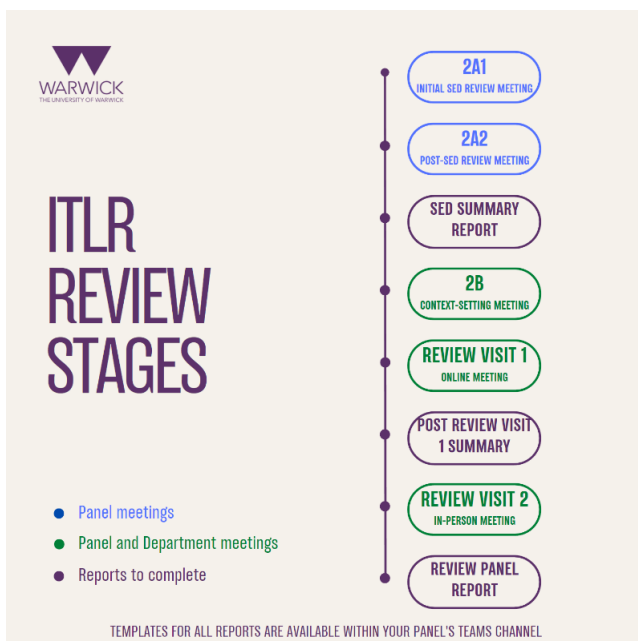 WARWICK
THE UNIVERSITY OF WARWICK
ITLR
REVIEW
STAGES
2A1
INITIAL SED REVIEW MEETING
2A2
POST-SED REVIEW MEETING
SED SUMMARY
REPORT
2B
CONTEXT-SETTING MEETING
REVIEW VISIT 1
ONLINE MEETING
POST REVIEW VISIT
1 SUMMARY
REVIEW VISIT 2
IN-PERSON MEETING
REVIEW PANEL
REPORT
Panel meetings
Panel and Department meetings
Reports to complete
TEMPLATES FOR ALL REPORTS ARE AVAILABLE WITHIN YOUR PANEL'S TEAMS CHANNEL